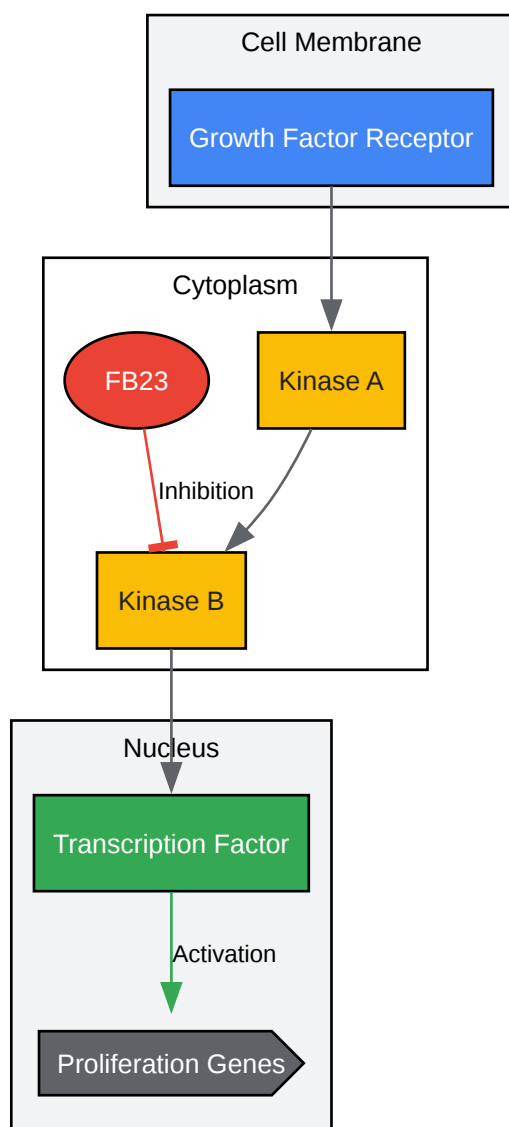 Cell Membrane
Growth Factor Receptor
Cytoplasm
FB23
Kinase A
Inhibition
Kinase B
Nucleus
Transcription Factor
Activation
Proliferation Genes